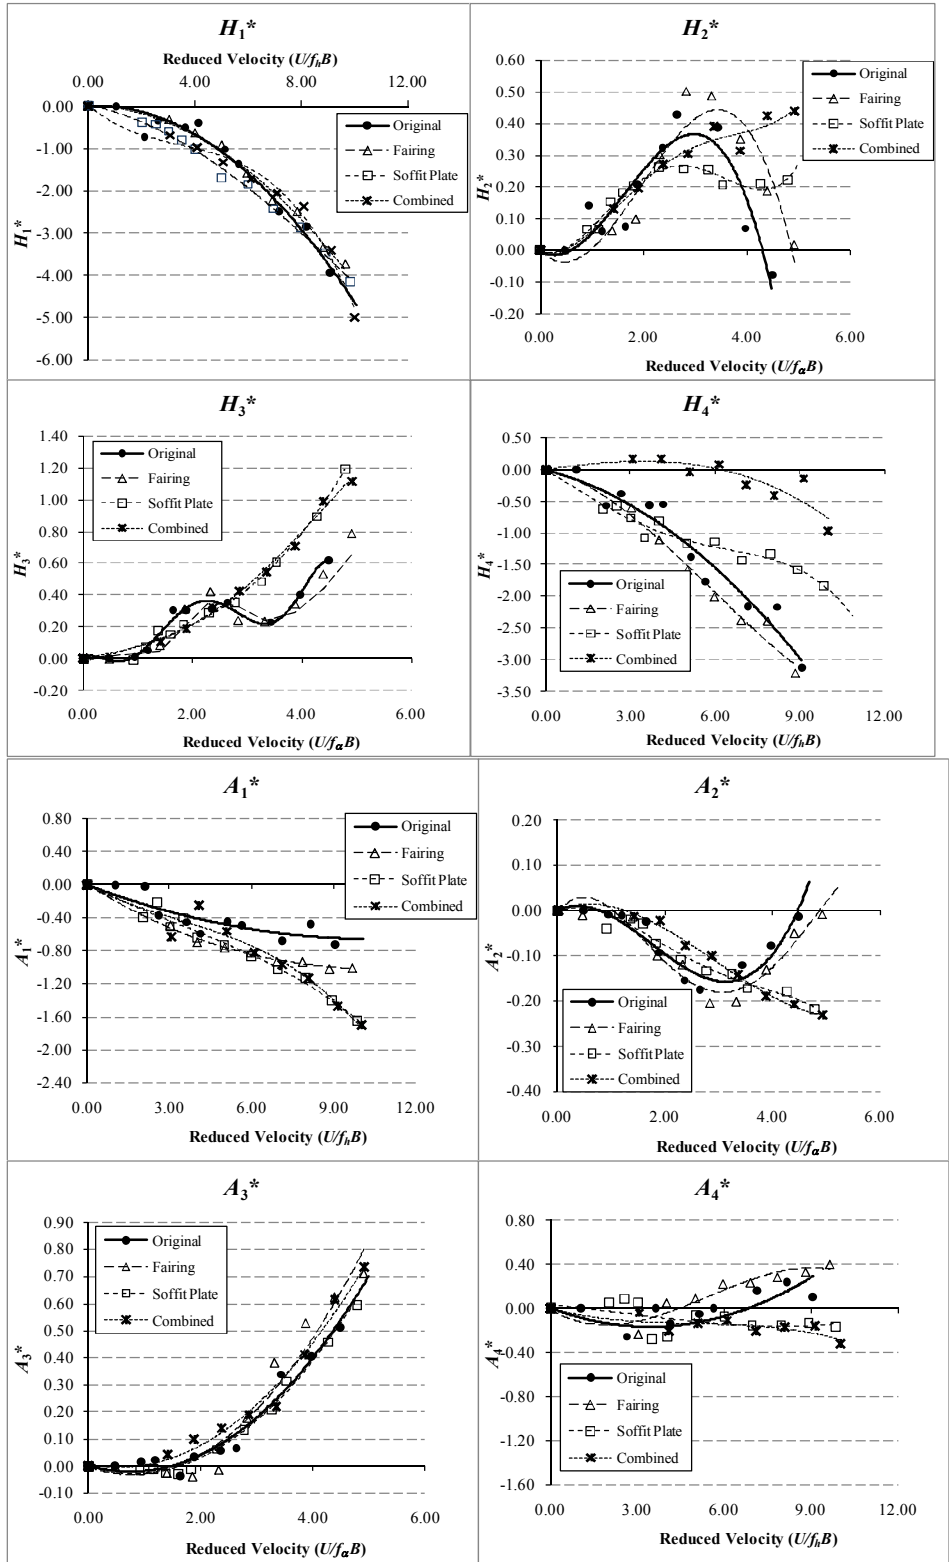 H1*
Reduced Velocity (U/fhB)
0.00 4.00 8.00 12.00
0.00
-1.00
-2.00
-3.00
-4.00
-5.00
-6.00
H1*
Original
Fairing
Soffit Plate
Combined
H2*
0.60
0.50
0.40
0.30
0.20
0.10
0.00
-0.10
-0.20
H2*
Original
Fairing
Soffit Plate
Combined
0.00 2.00 4.00 6.00
Reduced Velocity (U/fαB)
H3*
1.40
1.20
1.00
0.80
0.60
0.40
0.20
0.00
-0.20
H3*
Original
Fairing
Soffit Plate
Combined
0.00 2.00 4.00 6.00
Reduced Velocity (U/fαB)
H4*
0.50
0.00
-0.50
-1.00
-1.50
-2.00
-2.50
-3.00
-3.50
H4*
Original
Fairing
Soffit Plate
Combined
0.00 3.00 6.00 9.00 12.00
Reduced Velocity (U/fhB)
A1*
0.80
0.40
0.00
-0.40
-0.80
-1.20
-1.60
-2.00
-2.40
A1*
Original
Fairing
Soffit Plate
Combined
0.00 3.00 6.00 9.00 12.00
Reduced Velocity (U/fhB)
A2*
0.20
0.10
0.00
-0.10
-0.20
-0.30
-0.40
A2*
Original
Fairing
Soffit Plate
Combined
0.00 2.00 4.00 6.00
Reduced Velocity (U/fαB)
A3*
0.90
0.80
0.70
0.60
0.50
0.40
0.30
0.20
0.10
0.00
-0.10
A3*
Original
Fairing
Soffit Plate
Combined
0.00 2.00 4.00 6.00
Reduced Velocity (U/fαB)
A4*
0.80
0.40
0.00
-0.40
-0.80
-1.20
-1.60
A4*
Original
Fairing
Soffit Plate
Combined
0.00 3.00 6.00 9.00 12.00
Reduced Velocity (U/fhB)